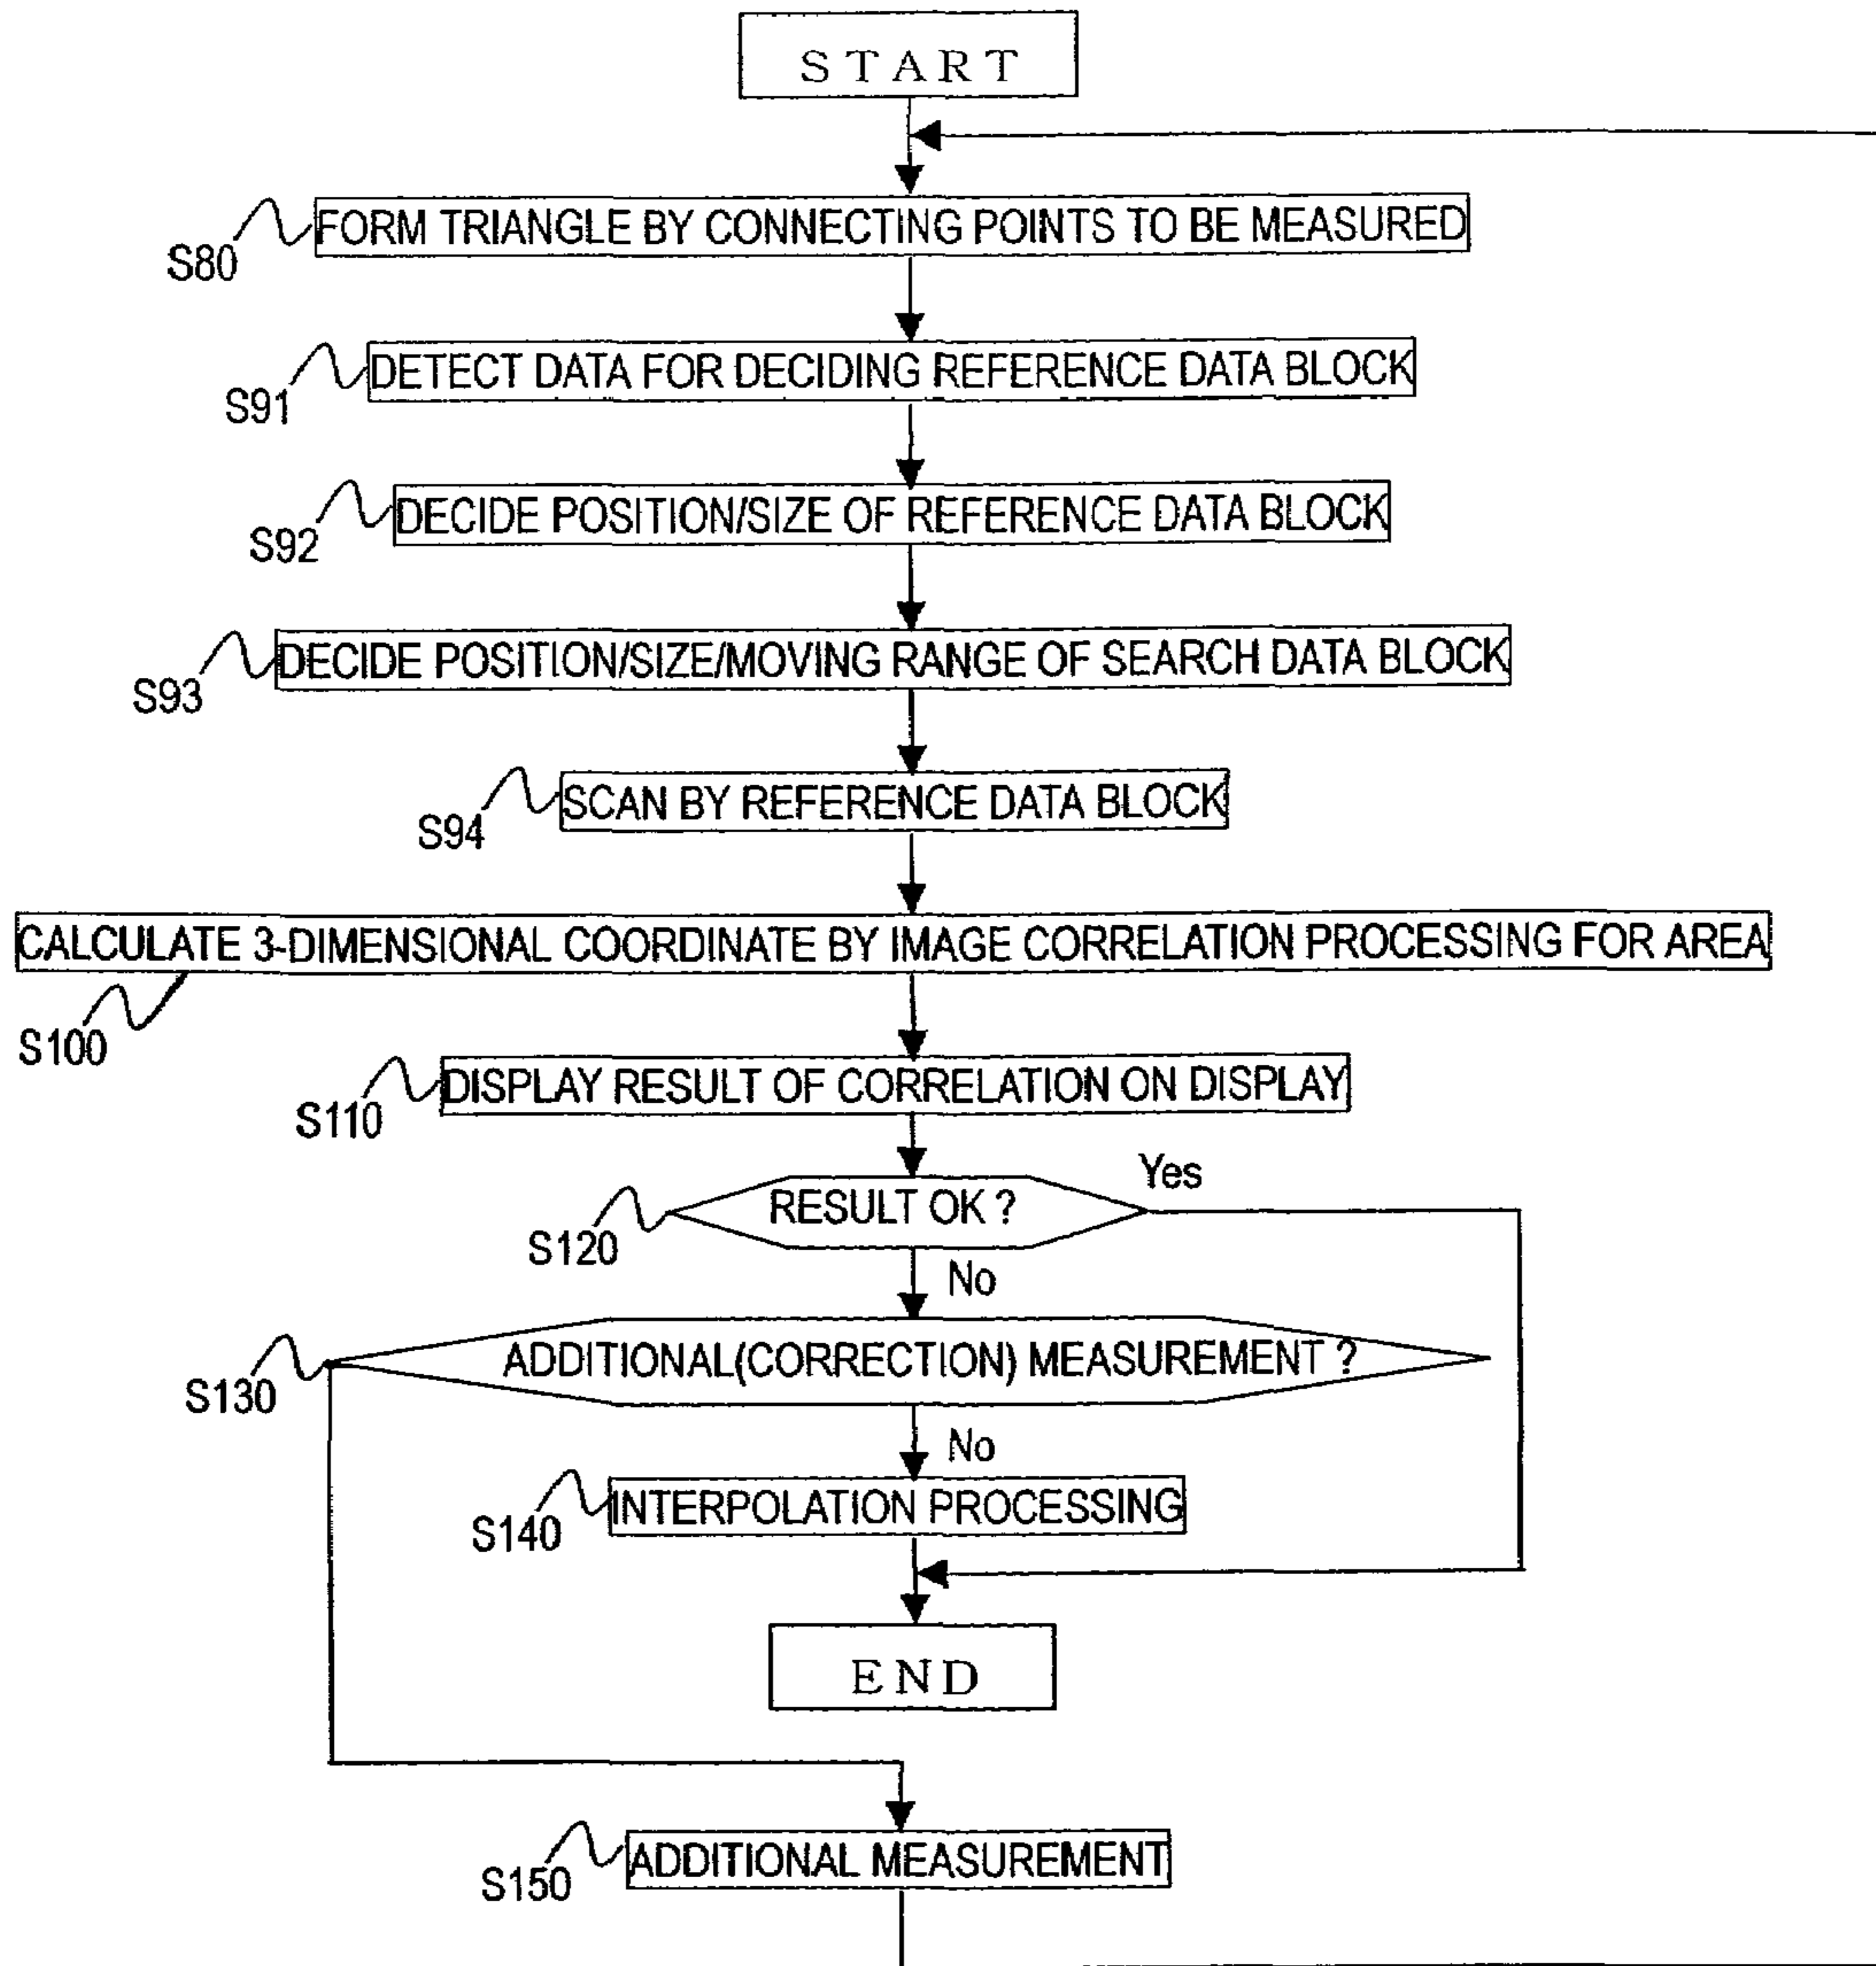 START
S80
FORM TRIANGLE BY CONNECTING POINTS TO BE MEASURED
S91
DETECT DATA FOR DECIDING REFERENCE DATA BLOCK
S92
DECIDE POSITION/SIZE OF REFERENCE DATA BLOCK
S93
DECIDE POSITION/SIZE/MOVING RANGE OF SEARCH DATA BLOCK
S94
SCAN BY REFERENCE DATA BLOCK
CALCULATE 3-DIMENSIONAL COORDINATE BY IMAGE CORRELATION PROCESSING FOR AREA
S100
DISPLAY RESULT OF CORRELATION ON DISPLAY
S110
Yes
RESULT OK ?
S120
No
ADDITIONAL(CORRECTION) MEASUREMENT ?
S130
No
INTERPOLATION PROCESSING
S140
END
ADDITIONAL MEASUREMENT
S150